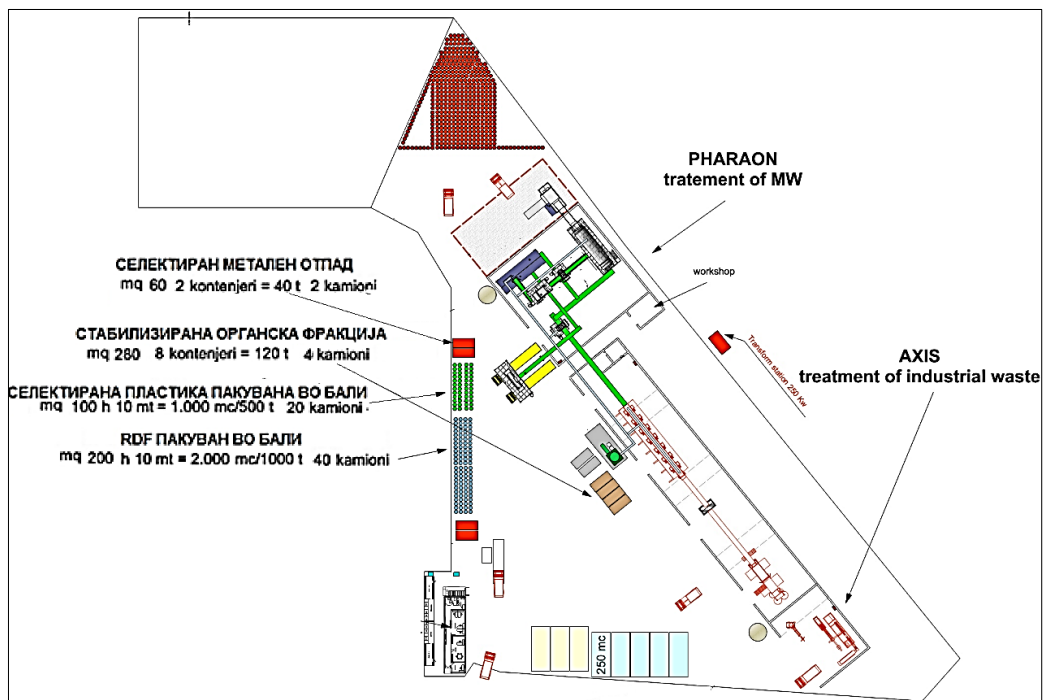 PHARAON
tratement of MW
СЕЛЕКТИРАН МЕТАЛЕН ОТПАД
mq 60 2 kontenjeri = 40 t 2 kamioni
workshop
СТАБИЛИЗИРАНА ОРГАНСКА ФРАКЦИЈА
mq 280 8 kontenjeri = 120 t 4 kamioni
Transform station 250 Kw
AXIS
treatment of industrial waste
СЕЛЕКТИРАНА ПЛАСТИКА ПАКУВАНА ВО БАЛИ
mq 100 h 10 mt = 1.000 mc/500 t 20 kamioni
RDF ПАКУВАН ВО БАЛИ
mq 200 h 10 mt = 2.000 mc/1000 t 40 kamioni
250 mc